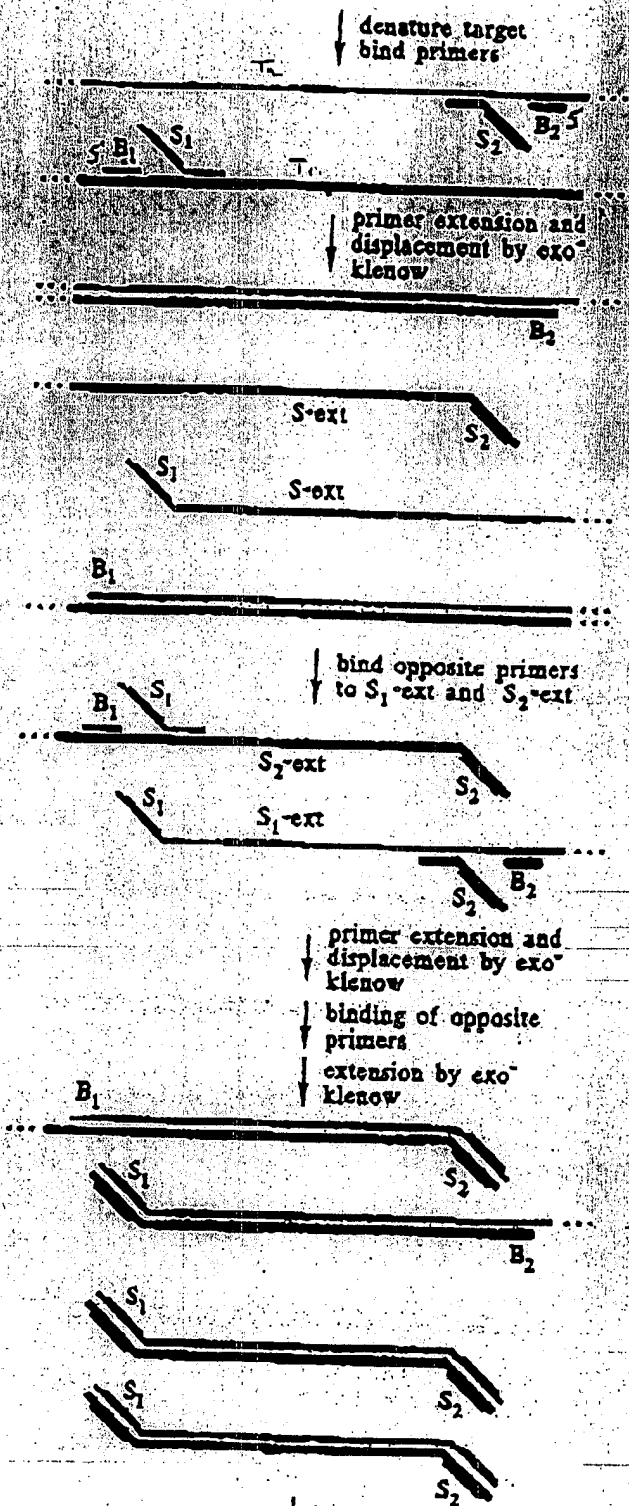 denature target
bind primers
T₂
S₁
5 B₁
S₂
B₂ 5
primer extension and
displacement by exo⁻
klenow
B₂
S-ext
S₂
S₁
S-ext
B₁
bind opposite primers
to S₁-ext and S₂-ext
B₁
S₁
S₂-ext
S₂
S₁
S₁-ext
S₂
B₂
primer extension and
displacement by exo⁻
klenow
binding of opposite
primers
extension by exo⁻
klenow
B₁
S₂
S₁
B₂
S₁
S₂
S₁
S₂